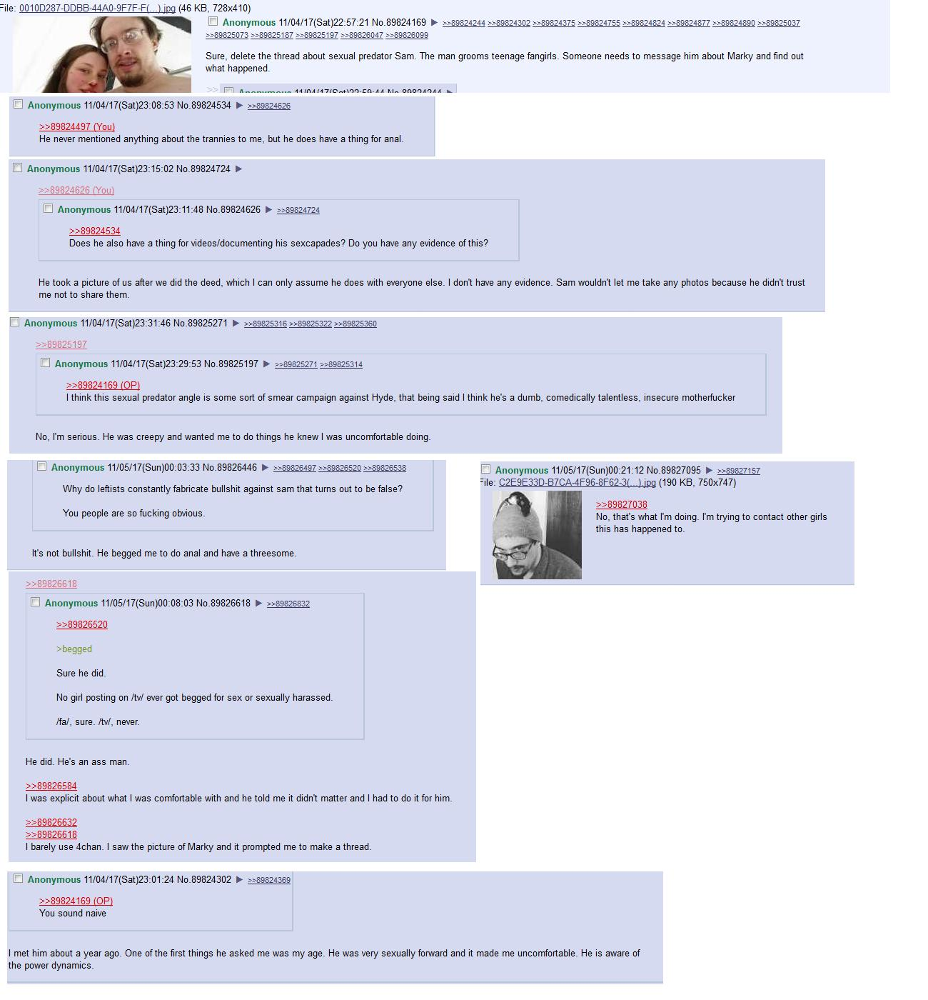 File: 0010D287-DDBB-44A0-9F7F-F(...).jpg (46 KB, 728x410)
Anonymous 11/04/17(Sat)22:57:21 No.89824169 ▶ >>89824244 >>89824302 >>89824375 >>89824755 >>89824824 >>89824877 >>89824890 >>89825037
>>89825073 >>89825187 >>89825197 >>89826047 >>89826099
Sure, delete the thread about sexual predator Sam. The man grooms teenage fangirls. Someone needs to message him about Marky and find out
what happened.
>> Anonymous 11/04/17(Sat)22:59:44 No.89824244 ▶
Anonymous 11/04/17(Sat)23:08:53 No.89824534 ▶ >>89824626
>>89824497 (You)
He never mentioned anything about the trannies to me, but he does have a thing for anal.
Anonymous 11/04/17(Sat)23:15:02 No.89824724 ▶
>>89824626 (You)
Anonymous 11/04/17(Sat)23:11:48 No.89824626 ▶ >>89824724
>>89824534
Does he also have a thing for videos/documenting his sexcapades? Do you have any evidence of this?
He took a picture of us after we did the deed, which I can only assume he does with everyone else. I don't have any evidence. Sam wouldn't let me take any photos because he didn't trust
me not to share them.
Anonymous 11/04/17(Sat)23:31:46 No.89825271 ▶ >>89825316 >>89825322 >>89825360
>>89825197
Anonymous 11/04/17(Sat)23:29:53 No.89825197 ▶ >>89825271 >>89825314
>>89824169 (OP)
I think this sexual predator angle is some sort of smear campaign against Hyde, that being said I think he's a dumb, comedically talentless, insecure motherfucker
No, I'm serious. He was creepy and wanted me to do things he knew I was uncomfortable doing.
Anonymous 11/05/17(Sun)00:03:33 No.89826446 ▶ >>89826497 >>89826520 >>89826538
Why do leftists constantly fabricate bullshit against sam that turns out to be false?
You people are so fucking obvious.
It's not bullshit. He begged me to do anal and have a threesome.
Anonymous 11/05/17(Sun)00:21:12 No.89827095 ▶ >>89827157
File: C2E9E33D-B7CA-4F96-8F62-3(...).jpg (190 KB, 750x747)
>>89827038
No, that's what I'm doing. I'm trying to contact other girls
this has happened to.
>>89826618
Anonymous 11/05/17(Sun)00:08:03 No.89826618 ▶ >>89826832
>>89826520
>begged
Sure he did.
No girl posting on /tv/ ever got begged for sex or sexually harassed.
/fa/, sure. /tv/, never.
He did. He's an ass man.
>>89826584
I was explicit about what I was comfortable with and he told me it didn't matter and I had to do it for him.
>>89826632
>>89826618
I barely use 4chan. I saw the picture of Marky and it prompted me to make a thread.
Anonymous 11/04/17(Sat)23:01:24 No.89824302 ▶ >>89824369
>>89824169 (OP)
You sound naive
I met him about a year ago. One of the first things he asked me was my age. He was very sexually forward and it made me uncomfortable. He is aware of
the power dynamics.